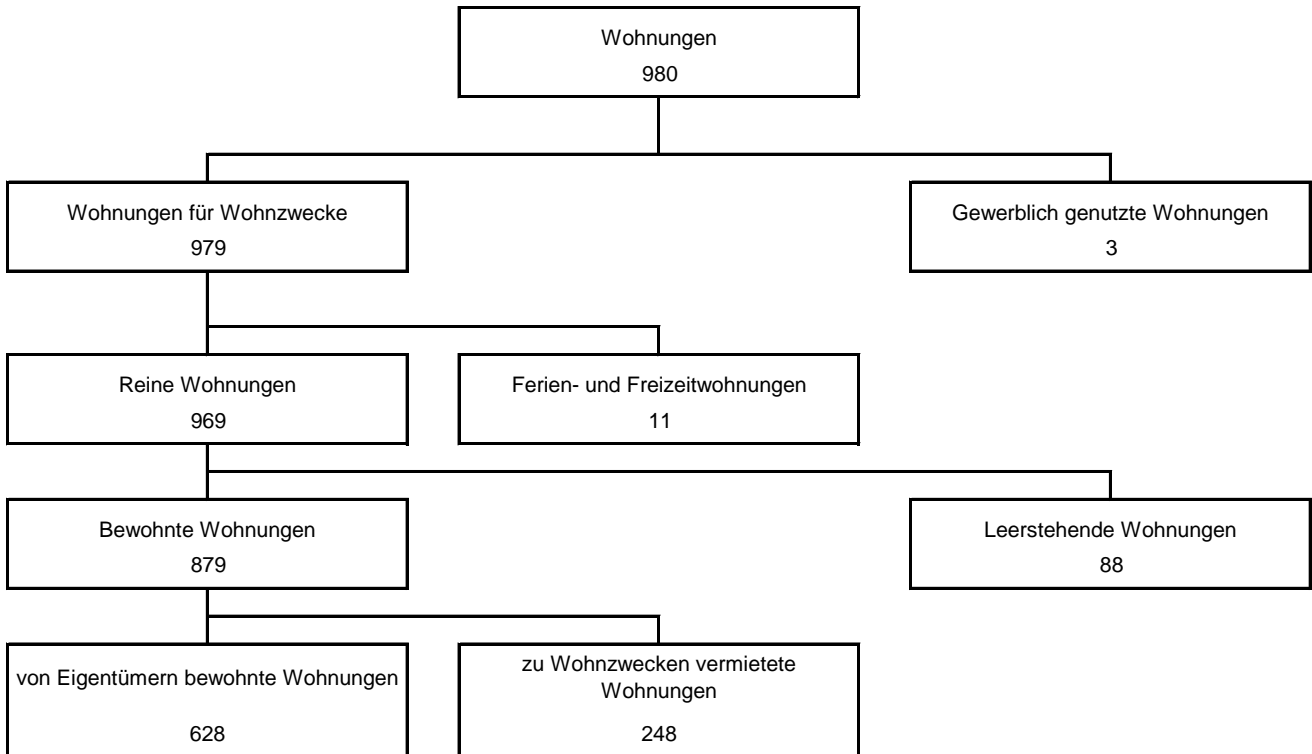 Wohnungen
980
Wohnungen für Wohnzwecke
979
Gewerblich genutzte Wohnungen
3
Reine Wohnungen
969
Ferien- und Freizeitwohnungen
11
Bewohnte Wohnungen
879
Leerstehende Wohnungen
88
von Eigentümern bewohnte Wohnungen
628
zu Wohnzwecken vermietete
Wohnungen
248